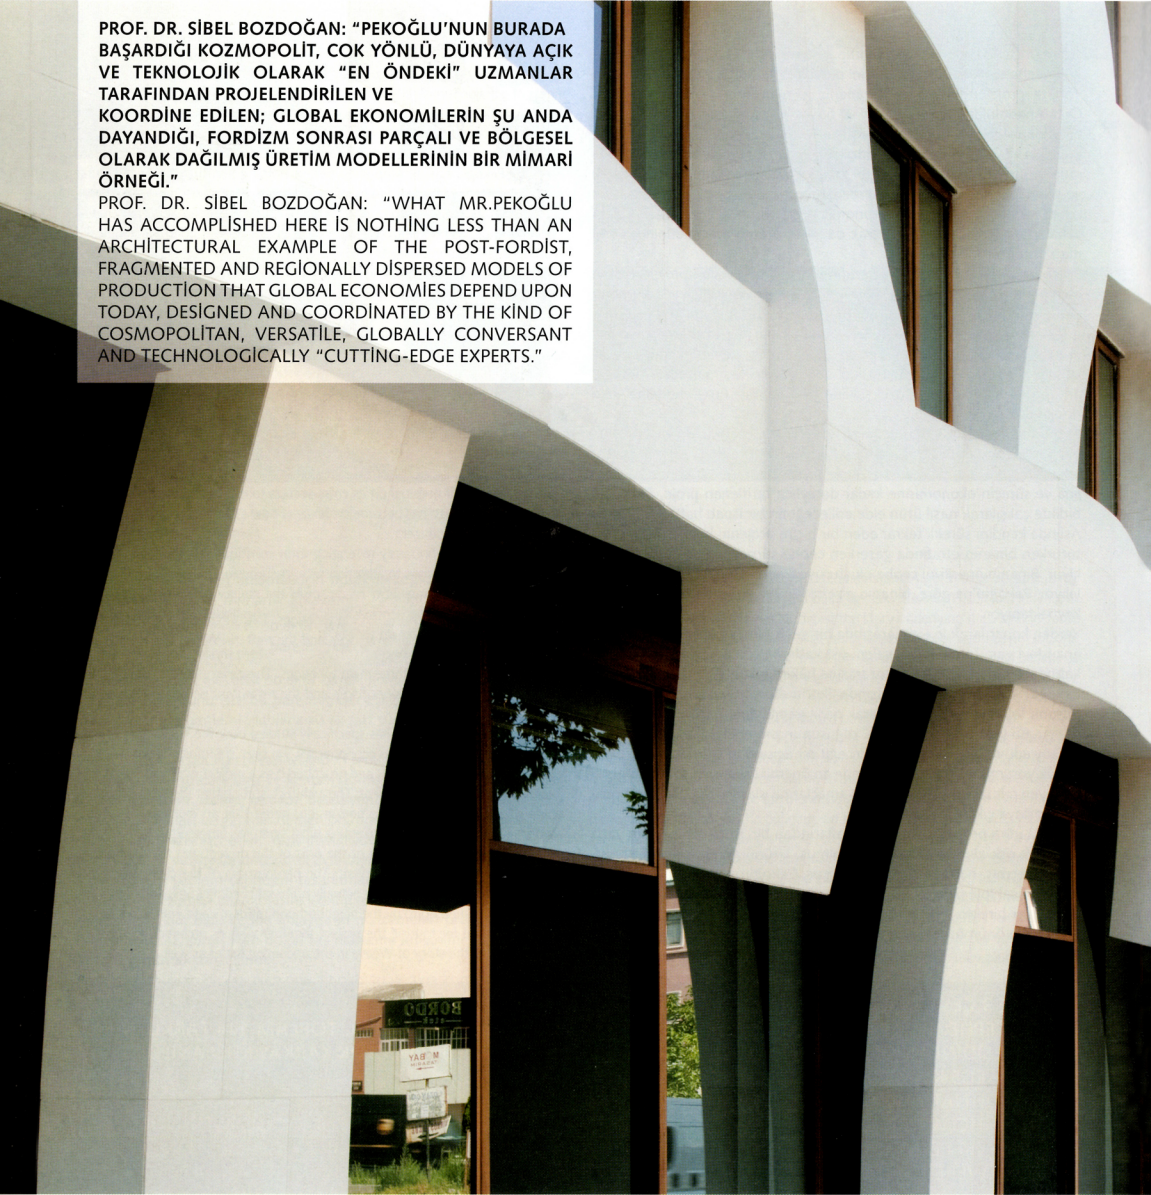 PROF. DR. SİBEL BOZDOĞAN: “PEKOĞLU’NUN BURADA
BAŞARDIĞI KOZMOPOLİT, COK YÖNLÜ, DÜNYAYA AÇIK
VE TEKNOLOJİK OLARAK “EN ÖNDEKİ” UZMANLAR
TARAFINDAN PROJELENDİRİLEN VE
KOORDİNE EDİLEN; GLOBAL EKONOMİLERİN ŞU ANDA
DAYANDIĞI, FORDİZM SONRASI PARÇALI VE BÖLGESEL
OLARAK DAĞILMIŞ ÜRETİM MODELLERİNİN BİR MİMARİ
ÖRNEĞİ.”
PROF. DR. SİBEL BOZDOĞAN: “WHAT MR.PEKOĞLU
HAS ACCOMPLİSHED HERE İS NOTHİNG LESS THAN AN
ARCHİTECTURAL EXAMPLE OF THE POST-FORDİST,
FRAGMENTED AND REGİONALLY DİSPERSED MODELS OF
PRODUCTİON THAT GLOBAL ECONOMİES DEPEND UPON
TODAY, DESİGNED AND COORDİNATED BY THE KİND OF
COSMOPOLİTAN, VERSATİLE, GLOBALLY CONVERSANT
AND TECHNOLOGİCALLY “CUTTİNG-EDGE EXPERTS.”
BORDO